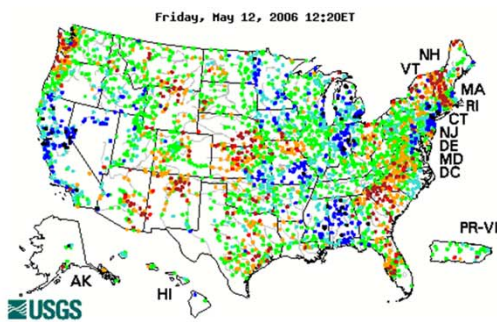 Friday, May 12, 2006 12:20ET
NH
VT
MA
RI
CT
NJ
DE
MD
DC
PR-VI
AK
HI
USGS